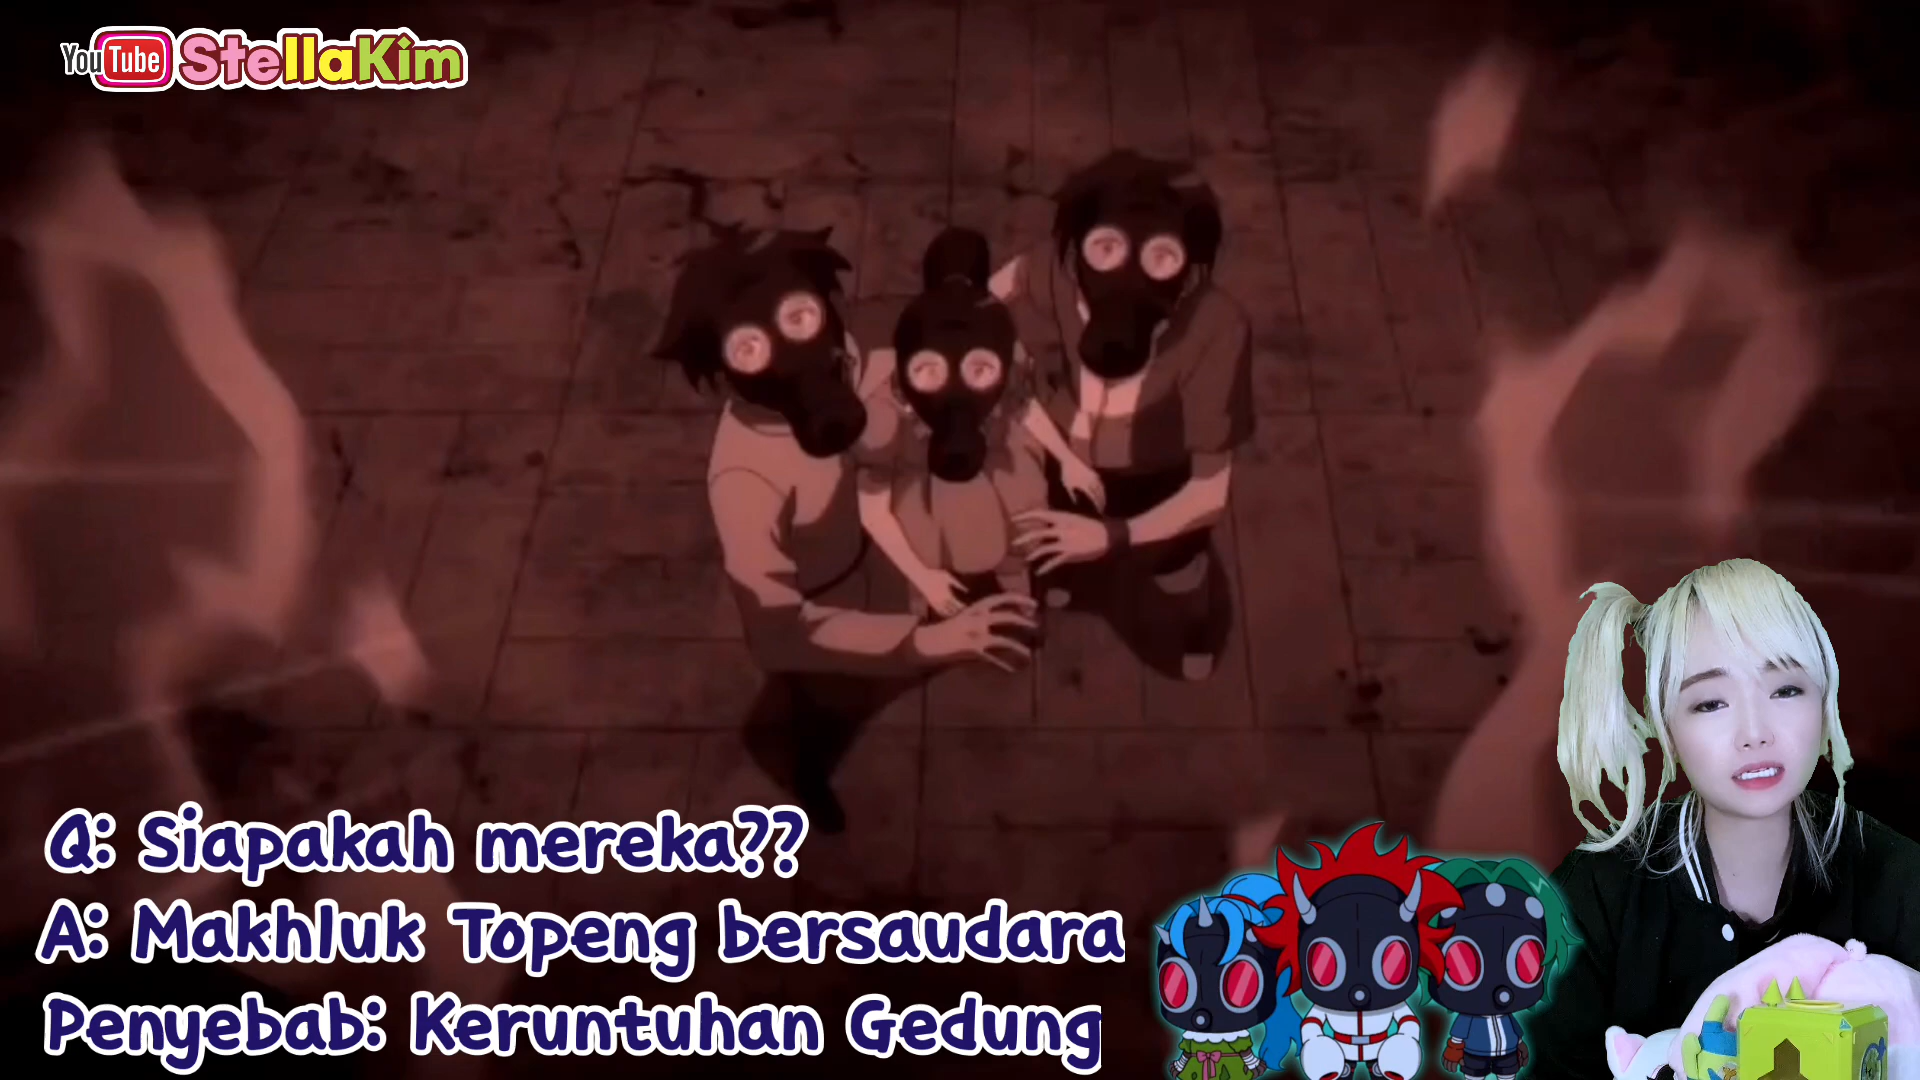 YouTube StellaKim
Q: Siapakah mereka??
A: Makhluk Topeng bersaudara
Penyebab: Keruntuhan Gedung